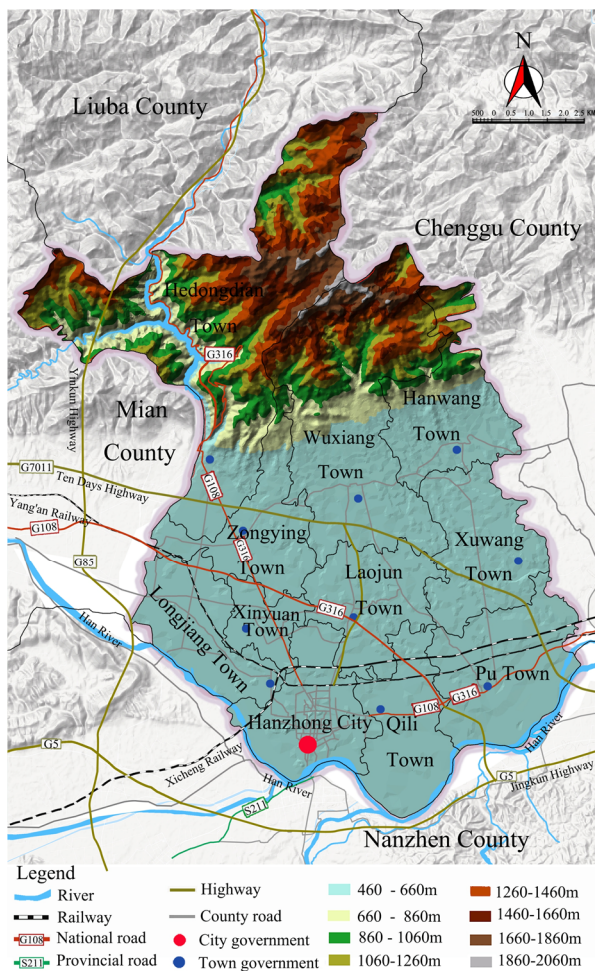 N
Liuba County
500 0 0.5 1.0 1.5 2.0 2.5 KM
Chenggu County
Hedongdian
Town
G316
Yinkun Highway
Mian
County
Hanwang
Town
Wuxiang
Town
G7011
Ten Days Highway
G108
Yang'an Railway
G108
G316
Zongying
Town
Xuwang
Town
G85
Laojun
Town
G316
Xinyuan
Town
Han River
Longjiang Town
Pu Town
G316
G108
Hanzhong City
Qili
Town
Han River
G5
Xicheng Railway
Han River
G5
Jingkun Highway
S211
Nanzhen County
Legend
River
Railway
G108 National road
S211 Provincial road
Highway
County road
City government
Town government
460 - 660m
660 - 860m
860 - 1060m
1060-1260m
1260-1460m
1460-1660m
1660-1860m
1860-2060m